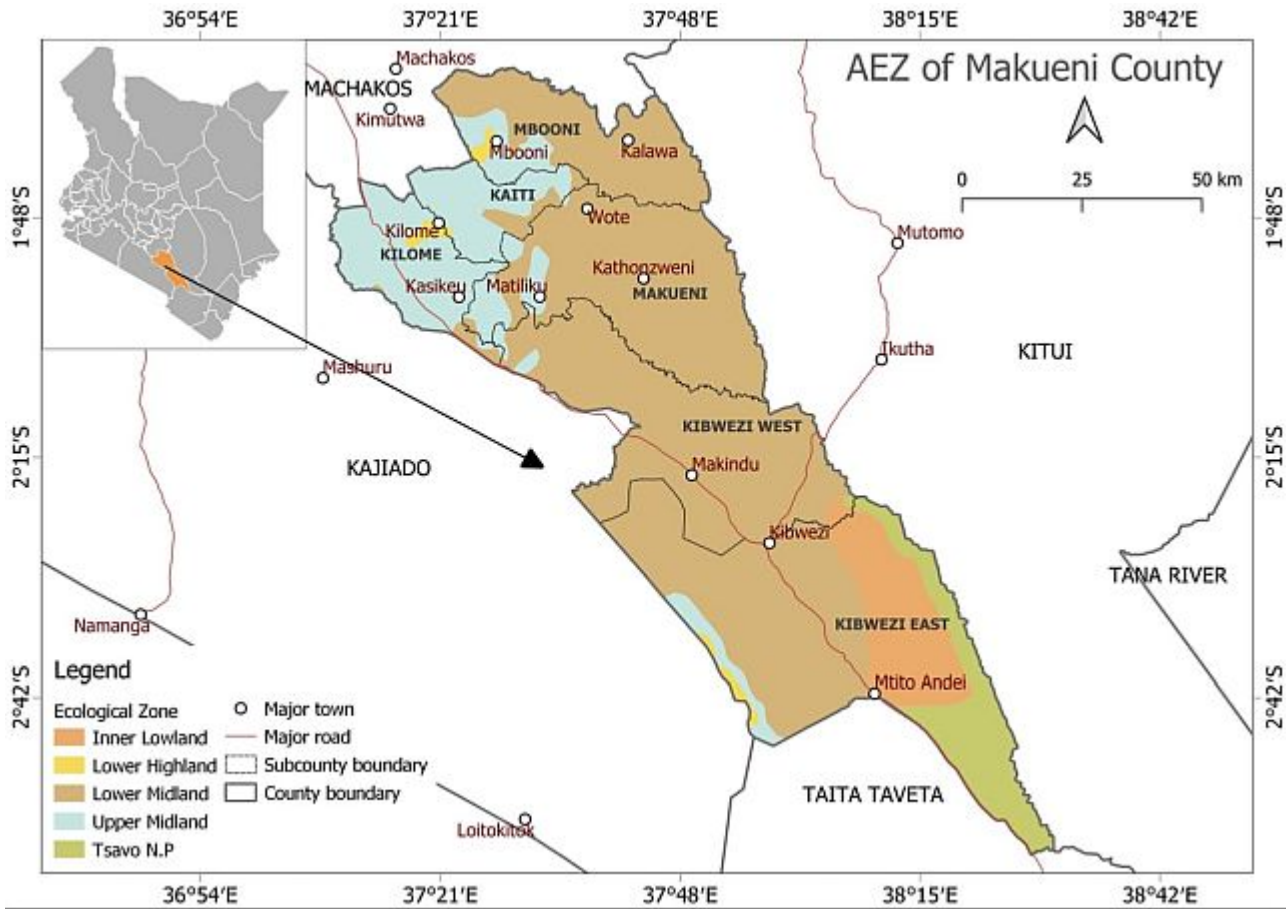 36°54′E 37°21′E 37°48′E 38°15′E 38°42′E
AEZ of Makueni County
Machakos
MACHAKOS
Kimutwa
MBOONI
Mbooni
Kalawa
0 25 50 km
KAITI
1°48′S
1°48′S
Wote
Kilome
KILOME
Mutomo
Kathonzweni
MAKUENI
Kasikeu
Matiliku
Ikutha
KITUI
Mashuru
KIBWEZI WEST
2°15′S
2°15′S
KAJIADO
Makindu
Kibwezi
TANA RIVER
Namanga
KIBWEZI EAST
2°42′S
2°42′S
Mtito Andei
TAITA TAVETA
Loitokitok
Legend
Ecological Zone
Inner Lowland
Lower Highland
Lower Midland
Upper Midland
Tsavo N.P
Major town
Major road
Subcounty boundary
County boundary
36°54′E 37°21′E 37°48′E 38°15′E 38°42′E